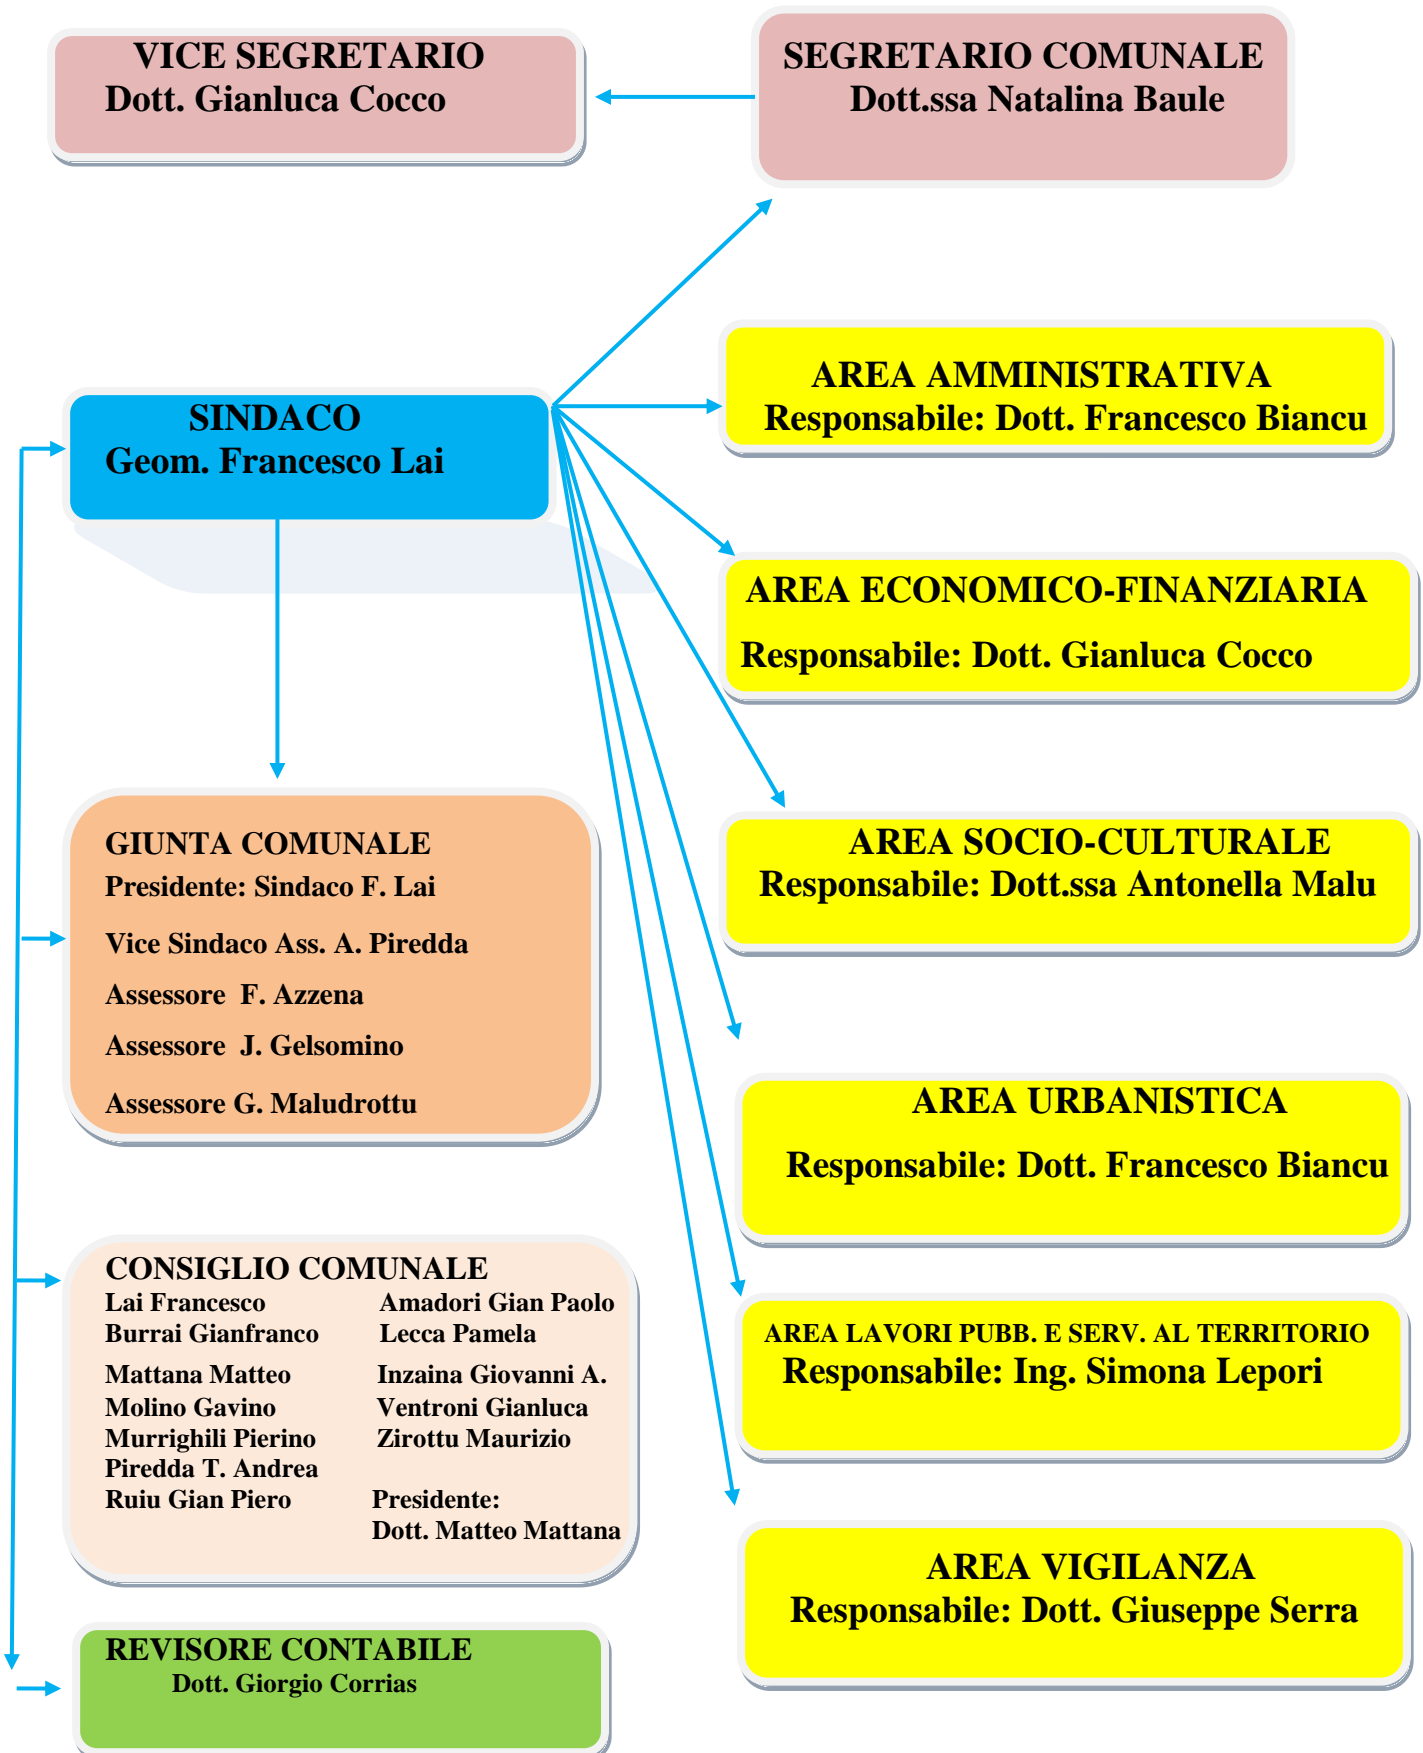 VICE SEGRETARIO
Dott. Gianluca Cocco
SEGRETARIO COMUNALE
Dott.ssa Natalina Baule
SINDACO
Geom. Francesco Lai
AREA AMMINISTRATIVA
Responsabile: Dott. Francesco Biancu
AREA ECONOMICO-FINANZIARIA
Responsabile: Dott. Gianluca Cocco
AREA SOCIO-CULTURALE
Responsabile: Dott.ssa Antonella Malu
AREA URBANISTICA
Responsabile: Dott. Francesco Biancu
AREA LAVORI PUBB. E SERV. AL TERRITORIO
Responsabile: Ing. Simona Lepori
AREA VIGILANZA
Responsabile: Dott. Giuseppe Serra
GIUNTA COMUNALE
Presidente: Sindaco F. Lai
Vice Sindaco Ass. A. Piredda
Assessore F. Azzena
Assessore J. Gelsomino
Assessore G. Maludrottu
CONSIGLIO COMUNALE
Lai Francesco Amadori Gian Paolo
Burrai Gianfranco Lecca Pamela
Mattana Matteo Inzaina Giovanni A.
Molino Gavino Ventroni Gianluca
Murrighili Pierino Zirottu Maurizio
Piredda T. Andrea
Ruiu Gian Piero Presidente:
Dott. Matteo Mattana
REVISORE CONTABILE
Dott. Giorgio Corrias